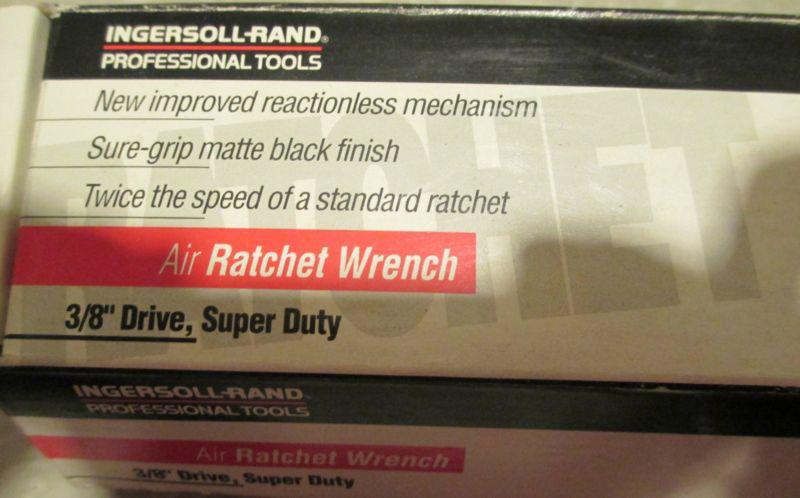 INGERSOLL-RAND®
PROFESSIONAL TOOLS
New improved reactionless mechanism
Sure-grip matte black finish
Twice the speed of a standard ratchet
RATCHET
Air Ratchet Wrench
3/8" Drive, Super Duty
INGERSOLL-RAND
PROFESSIONAL TOOLS
Air Ratchet Wrench
3/8" Drive, Super Duty